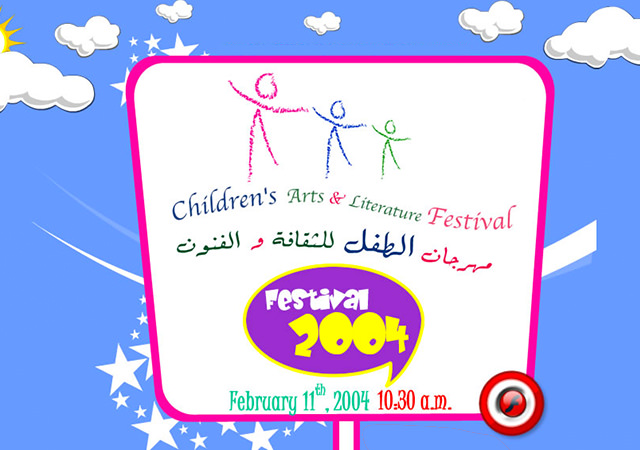 Children's Arts & Literature Festival
مهرجان الطفل للثقافة و الفنون
Festival
2004
February 11th, 2004 10:30 a.m.